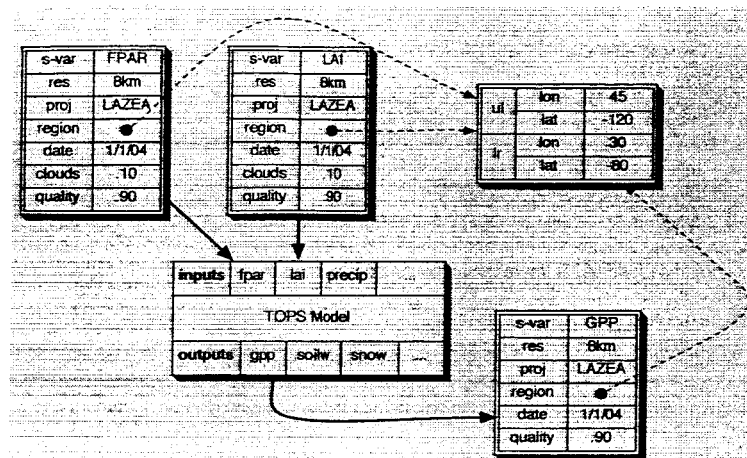 s-var FPAR
res 8km
proj LAZEA
region
date 1/1/04
clouds .10
quality .90
s-var LAI
res 8km
proj LAZEA
region
date 1/1/04
clouds .10
quality .90
ul lon 45
lat -120
lr lon 30
lat -80
inputs fpar lai precip ...
TOPS Model
outputs gpp soilw snow ...
s-var GPP
res 8km
proj LAZEA
region
date 1/1/04
quality .90